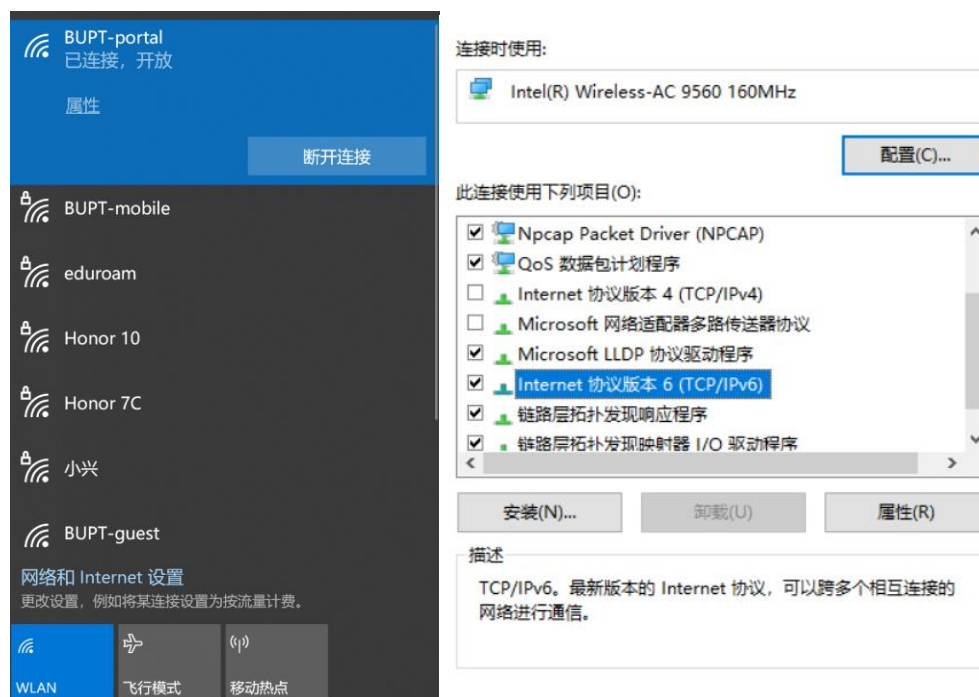 BUPT-portal
已连接，开放
属性
断开连接
BUPT-mobile
eduroam
Honor 10
Honor 7C
小兴
BUPT-guest
网络和 Internet 设置
更改设置，例如将某连接设置为按流量计费。
WLAN
飞行模式
移动热点
连接时使用:
Intel(R) Wireless-AC 9560 160MHz
配置(C)...
此连接使用下列项目(O):
Npcap Packet Driver (NPCAP)
QoS 数据包计划程序
Internet 协议版本 4 (TCP/IPv4)
Microsoft 网络适配器多路传送器协议
Microsoft LLDP 协议驱动程序
Internet 协议版本 6 (TCP/IPv6)
链路层拓扑发现响应程序
链路层拓扑发现映射器 I/O 驱动程序
安装(N)...
卸载(U)
属性(R)
描述
TCP/IPv6。最新版本的 Internet 协议，可以跨多个相互连接的
网络进行通信。